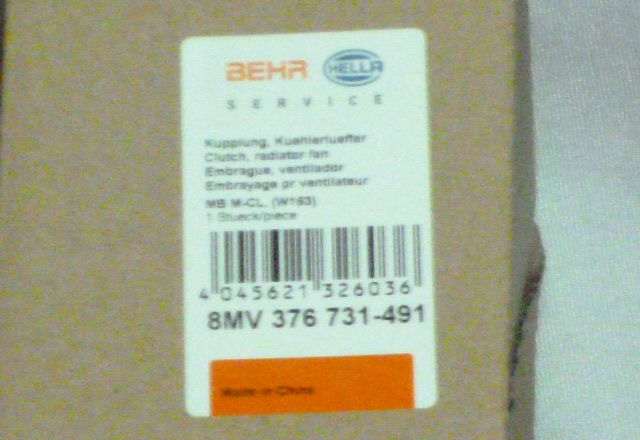 BEHR HELLA
SERVICE
Kupplung, Kuehlerluefter
Clutch, radiator fan
Embrague, ventilador
Embrayage pr ventilateur
MB M-CL. (W163)
1 Stueck/piece
4 045621 326036
8MV 376 731-491
Made in China